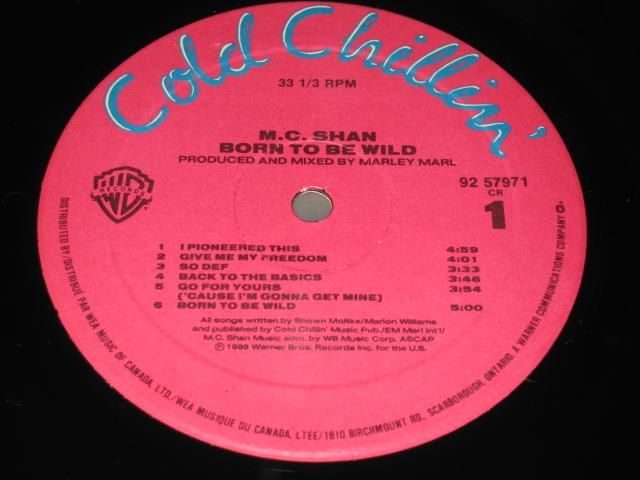 Cold Chillin'
33 1/3 RPM
M.C. SHAN
BORN TO BE WILD
PRODUCED AND MIXED BY MARLEY MARL
WB
RECORDS
92 57971
CR
1
1 I PIONEERED THIS 4:59
2 GIVE ME MY FREEDOM 4:01
3 SO DEF 3:33
4 BACK TO THE BASICS 3:46
5 GO FOR YOURS 3:54
('CAUSE I'M GONNA GET MINE)
6 BORN TO BE WILD 5:00
All songs written by Shawn Moltke/Marlon Williams
and published by Cold Chillin' Music Pub./EM Marl Int'l/
M.C. Shan Music adm. by WB Music Corp. ASCAP
Ⓟ 1988 Warner Bros. Records Inc. for the U.S.
DISTRIBUTED BY/DISTRIBUÉ PAR WEA MUSIC OF CANADA, LTD./WEA MUSIQUE DU CANADA, LTÉE/1810 BIRCHMOUNT RD., SCARBOROUGH, ONTARIO, A WARNER COMMUNICATIONS COMPANY